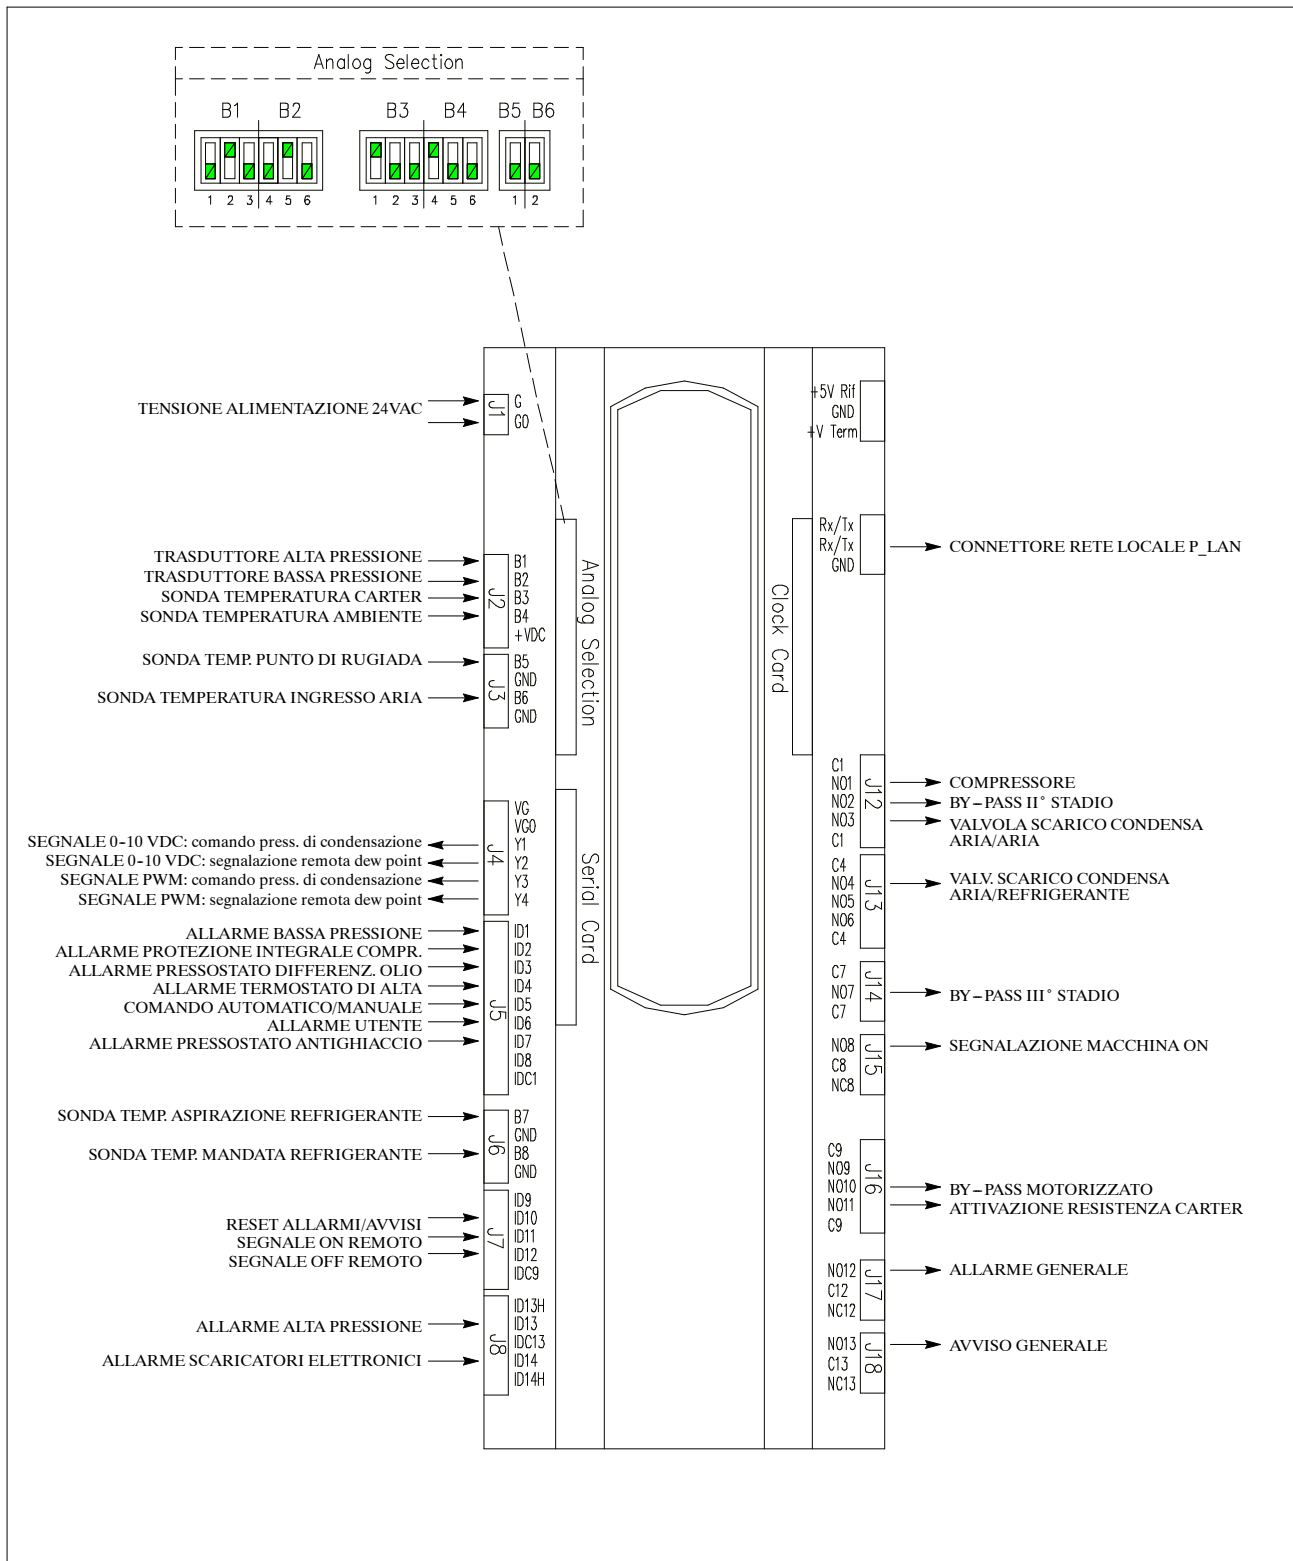 Analog Selection
B1 B2
B3 B4
B5 B6
1 2 3 4 5 6
1 2 3 4 5 6
1 2
TENSIONE ALIMENTAZIONE 24VAC
J1
G
G0
TRASDUTTORE ALTA PRESSIONE
TRASDUTTORE BASSA PRESSIONE
SONDA TEMPERATURA CARTER
SONDA TEMPERATURA AMBIENTE
J2
B1
B2
B3
B4
+VDC
SONDA TEMP. PUNTO DI RUGIADA
SONDA TEMPERATURA INGRESSO ARIA
J3
B5
GND
B6
GND
Analog Selection
SEGNALE 0-10 VDC: comando press. di condensazione
SEGNALE 0-10 VDC: segnalazione remota dew point
SEGNALE PWM: comando press. di condensazione
SEGNALE PWM: segnalazione remota dew point
J4
VG
VG0
Y1
Y2
Y3
Y4
Serial Card
ALLARME BASSA PRESSIONE
ALLARME PROTEZIONE INTEGRALE COMPR.
ALLARME PRESSOSTATO DIFFERENZ. OLIO
ALLARME TERMOSTATO DI ALTA
COMANDO AUTOMATICO/MANUALE
ALLARME UTENTE
ALLARME PRESSOSTATO ANTIGHIACCIO
J5
ID1
ID2
ID3
ID4
ID5
ID6
ID7
ID8
IDC1
SONDA TEMP. ASPIRAZIONE REFRIGERANTE
SONDA TEMP. MANDATA REFRIGERANTE
J6
B7
GND
B8
GND
RESET ALLARMI/AVVISI
SEGNALE ON REMOTO
SEGNALE OFF REMOTO
J7
ID9
ID10
ID11
ID12
IDC9
ALLARME ALTA PRESSIONE
ALLARME SCARICATORI ELETTRONICI
J8
ID13H
ID13
IDC13
ID14
ID14H
+5V Rif
GND
+V Term
Rx/Tx
Rx/Tx
GND
CONNETTORE RETE LOCALE P_LAN
Clock Card
C1
NO1
NO2
NO3
C1
J12
COMPRESSORE
BY-PASS II° STADIO
VALVOLA SCARICO CONDENSA
ARIA/ARIA
C4
NO4
NO5
NO6
C4
J13
VALV. SCARICO CONDENSA
ARIA/REFRIGERANTE
C7
NO7
C7
J14
BY-PASS III° STADIO
NO8
C8
NC8
J15
SEGNALAZIONE MACCHINA ON
C9
NO9
NO10
NO11
C9
J16
BY-PASS MOTORIZZATO
ATTIVAZIONE RESISTENZA CARTER
NO12
C12
NC12
J17
ALLARME GENERALE
NO13
C13
NC13
J18
AVVISO GENERALE